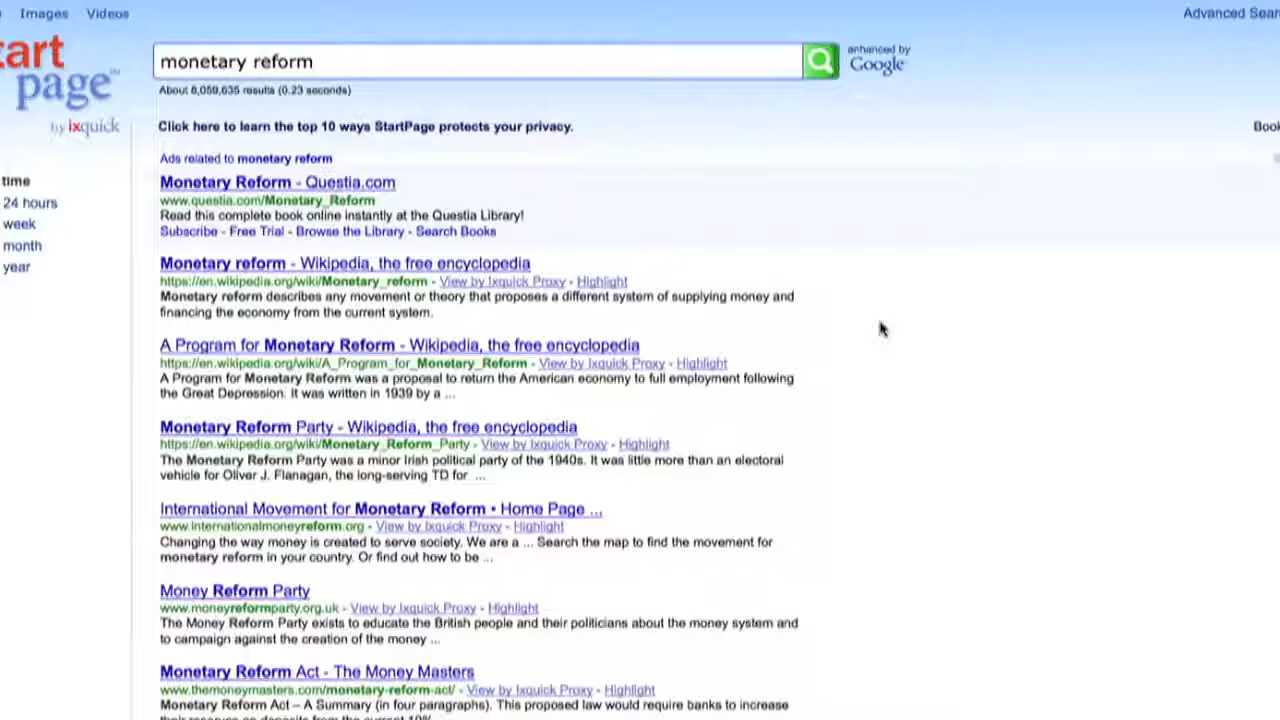 Images Videos
Advanced Sear
art
page
by ixquick
monetary reform
enhanced by
Google
results (0.23 seconds)
Click here to learn the top 10 ways StartPage protects your privacy.
Book
Ads related to monetary reform
time
24 hours
week
month
year
Monetary Reform - Questia.com
www.questia.com/Monetary_Reform
Read this complete book online instantly at the Questia Library!
Subscribe - Free Trial - Browse the Library - Search Books
Monetary reform - Wikipedia, the free encyclopedia
https://en.wikipedia.org/wiki/Monetary_reform - View by Ixquick Proxy - Highlight
Monetary reform describes any movement or theory that proposes a different system of supplying money and
financing the economy from the current system.
A Program for Monetary Reform - Wikipedia, the free encyclopedia
https://en.wikipedia.org/wiki/A_Program_for_Monetary_Reform - View by Ixquick Proxy - Highlight
A Program for Monetary Reform was a proposal to return the American economy to full employment following
the Great Depression. It was written in 1939 by a ...
Monetary Reform Party - Wikipedia, the free encyclopedia
https://en.wikipedia.org/wiki/Monetary_Reform_Party - View by Ixquick Proxy - Highlight
The Monetary Reform Party was a minor Irish political party of the 1940s. It was little more than an electoral
vehicle for Oliver J. Flanagan, the long-serving TD for ...
International Movement for Monetary Reform • Home Page ...
www.internationalmoneyreform.org - View by Ixquick Proxy - Highlight
Changing the way money is created to serve society. We are a ... Search the map to find the movement for
monetary reform in your country. Or find out how to be ...
Money Reform Party
www.moneyreformparty.org.uk - View by Ixquick Proxy - Highlight
The Money Reform Party exists to educate the British people and their politicians about the money system and
to campaign against the creation of the money ...
Monetary Reform Act - The Money Masters
www.themoneymasters.com/monetary-reform-act/ - View by Ixquick Proxy - Highlight
Monetary Reform Act – A Summary (in four paragraphs). This proposed law would require banks to increase